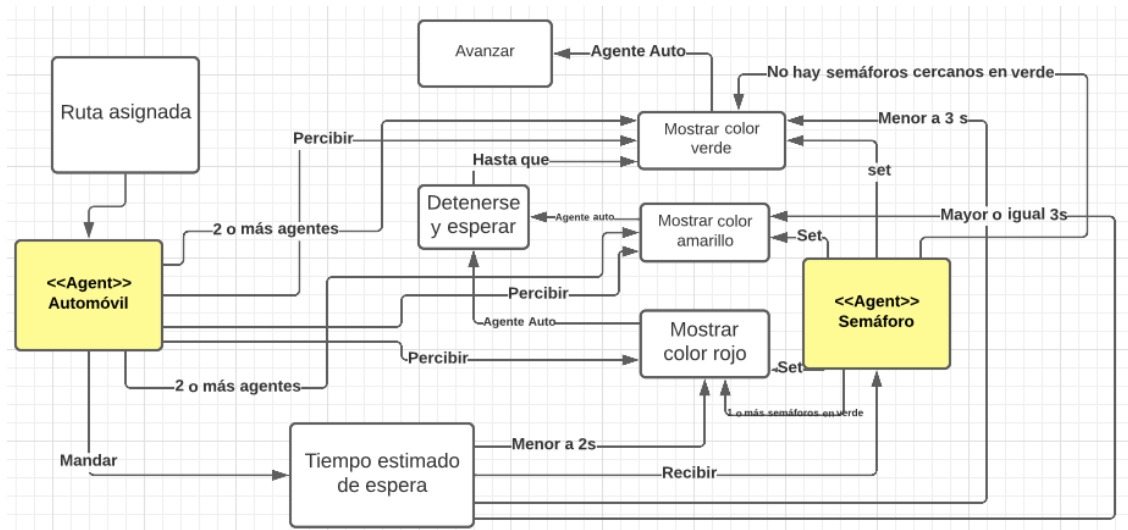 Avanzar
Agente Auto
No hay semáforos cercanos en verde
Ruta asignada
Mostrar color
verde
Menor a 3 s
Percibir
Hasta que
set
Detenerse
y esperar
Agente auto
Mostrar color
amarillo
Mayor o igual 3s
2 o más agentes
Set
<<Agent>>
Automóvil
Percibir
<<Agent>>
Semáforo
Agente Auto
Mostrar
color rojo
Percibir
Set
2 o más agentes
1 o más semáforos en verde
Menor a 2s
Mandar
Tiempo estimado
de espera
Recibir